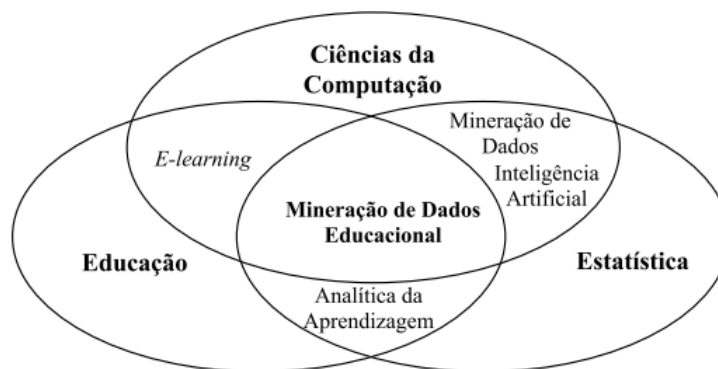 Ciências da
Computação
Mineração de
Dados
Inteligência
Artificial
E-learning
Mineração de Dados
Educacional
Educação
Estatística
Analítica da
Aprendizagem